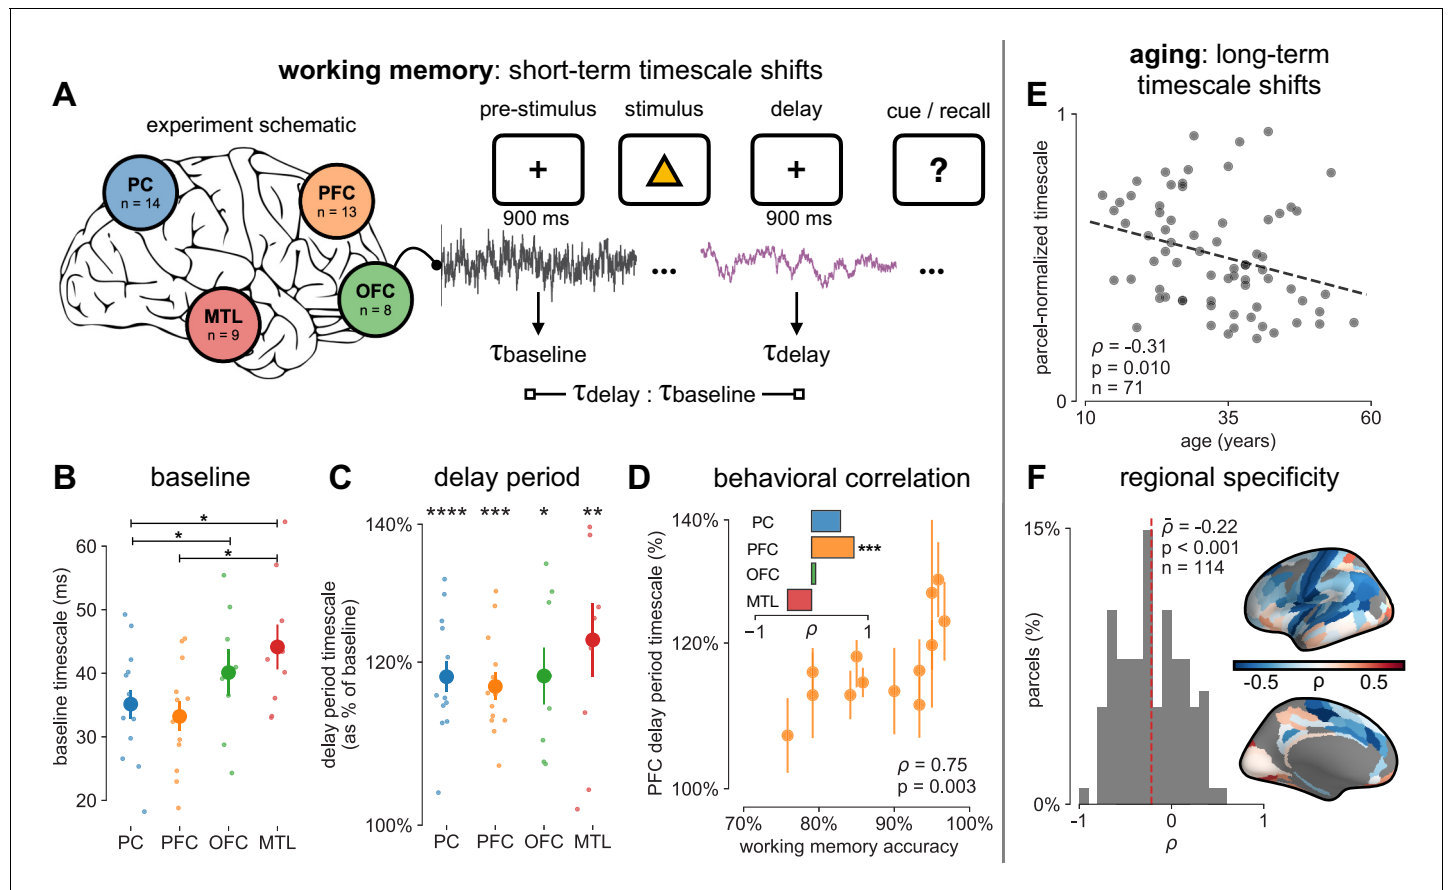 working memory: short-term timescale shifts
A
experiment schematic
PC
n = 14
PFC
n = 13
OFC
n = 8
MTL
n = 9
pre-stimulus
stimulus
delay
cue / recall
+
+
?
900 ms
900 ms
...
...
τbaseline
τdelay
τdelay : τbaseline
B
baseline
baseline timescale (ms)
60
50
40
30
20
*
*
*
PC
PFC
OFC
MTL
C
delay period
delay period timescale
(as % of baseline)
140%
120%
100%
****
***
*
**
PC
PFC
OFC
MTL
D
behavioral correlation
PFC delay period timescale (%)
140%
120%
100%
PC
PFC
OFC
MTL
***
-1
ρ
1
ρ = 0.75
p = 0.003
70%
80%
90%
100%
working memory accuracy
aging: long-term
timescale shifts
E
parcel-normalized timescale
1
0
ρ = -0.31
p = 0.010
n = 71
10
35
60
age (years)
F
regional specificity
parcels (%)
15%
0%
ρ̄ = -0.22
p < 0.001
n = 114
-0.5
ρ
0.5
-1
0
1
ρ